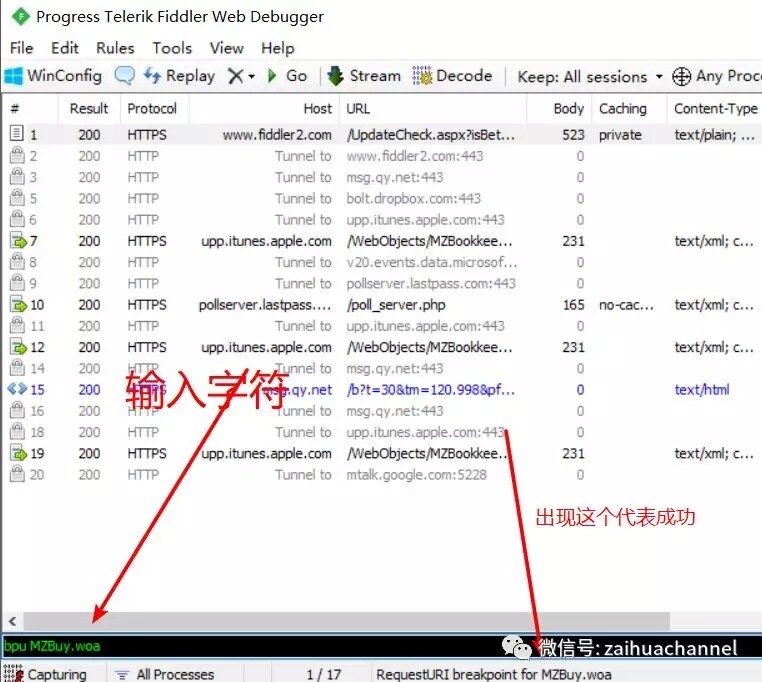 Progress Telerik Fiddler Web Debugger
File Edit Rules Tools View Help
WinConfig Replay Go Stream Decode Keep: All sessions Any Proc
# Result Protocol Host URL Body Caching Content-Type
1 200 HTTPS www.fiddler2.com /UpdateCheck.aspx?isBet... 523 private text/plain; ...
2 200 HTTP Tunnel to www.fiddler2.com:443 0
3 200 HTTP Tunnel to msg.qy.net:443 0
5 200 HTTP Tunnel to bolt.dropbox.com:443 0
6 200 HTTP Tunnel to upp.itunes.apple.com:443 0
7 200 HTTPS upp.itunes.apple.com /WebObjects/MZBookkee... 231 text/xml; c...
8 200 HTTP Tunnel to v20.events.data.microsof... 0
9 200 HTTP Tunnel to pollserver.lastpass.com:443 0
10 200 HTTPS pollserver.lastpass.... /poll_server.php 165 no-cac... text/xml; c...
11 200 HTTP Tunnel to upp.itunes.apple.com:443 0
12 200 HTTPS upp.itunes.apple.com /WebObjects/MZBookkee... 231 text/xml; c...
14 200 HTTP Tunnel to msg.qy.net:443 0
15 200 HTTPS msg.qy.net /b?t=30&tm=120.998&pf... 0 text/html
输入字符
16 200 HTTP Tunnel to msg.qy.net:443 0
18 200 HTTP Tunnel to upp.itunes.apple.com:443 0
19 200 HTTPS upp.itunes.apple.com /WebObjects/MZBookkee... 231 text/xml; c...
20 200 HTTP Tunnel to mtalk.google.com:5228 0
出现这个代表成功
bpu MZBuy.woa
微信号: zaihuachannel
Capturing All Processes 1 / 17 RequestURI breakpoint for MZBuy.woa